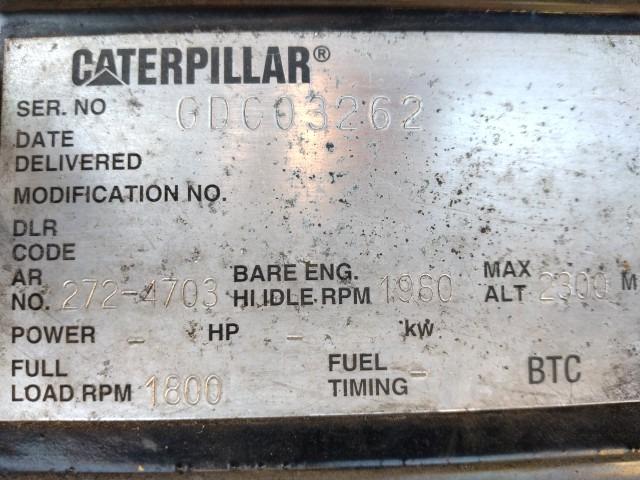 CATERPILLAR®
SER. NO GDC03262
DATE
DELIVERED
MODIFICATION NO.
DLR
CODE
AR NO. 272-4703 BARE ENG. HI IDLE RPM 1980 MAX ALT 2300 M
POWER - HP - kW
FULL LOAD RPM 1800 FUEL TIMING - BTC